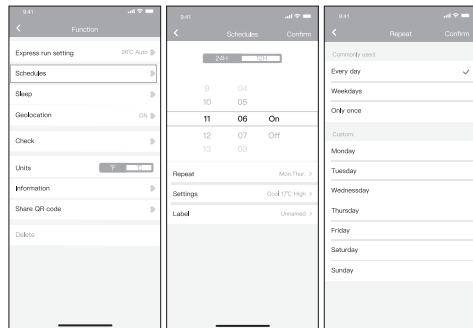 9:41
Function
Express run setting 26°C Auto
Schedules
Sleep
Geolocation ON
Check
Units °F °C
Information
Share QR code
Delete
9:41
Schedules Confirm
24H 12H
9 04
10 05
11 06 On
12 07 Off
13 08
Repeat Mon.Thur. >
Settings Cool 17°C High >
Label Unnamed >
9:41
Repeat Confirm
Commonly used
Every day
Weekdays
Only once
Custom
Monday
Tuesday
Wednessday
Thursday
Friday
Saturday
Sunday